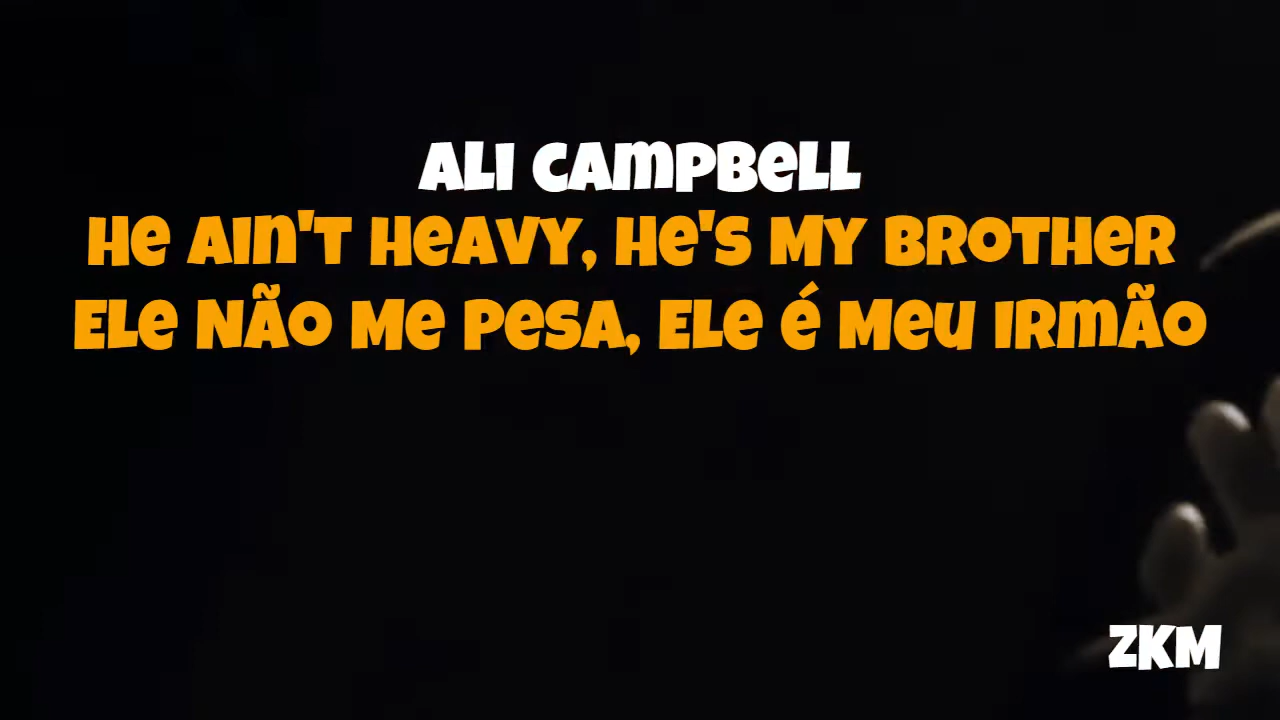 ALI CAMPBELL
HE AIN'T HEAVY, HE'S MY BROTHER
ELE NÃO ME PESA, ELE É MEU IRMÃO
ZKM